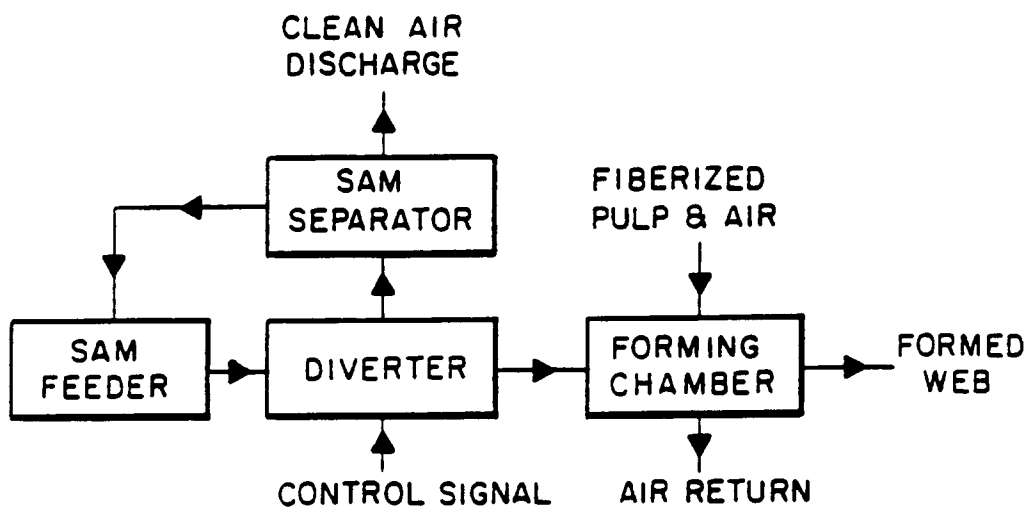 CLEAN AIR
DISCHARGE
SAM
SEPARATOR
FIBERIZED
PULP & AIR
SAM
FEEDER
DIVERTER
FORMING
CHAMBER
FORMED
WEB
CONTROL SIGNAL
AIR RETURN